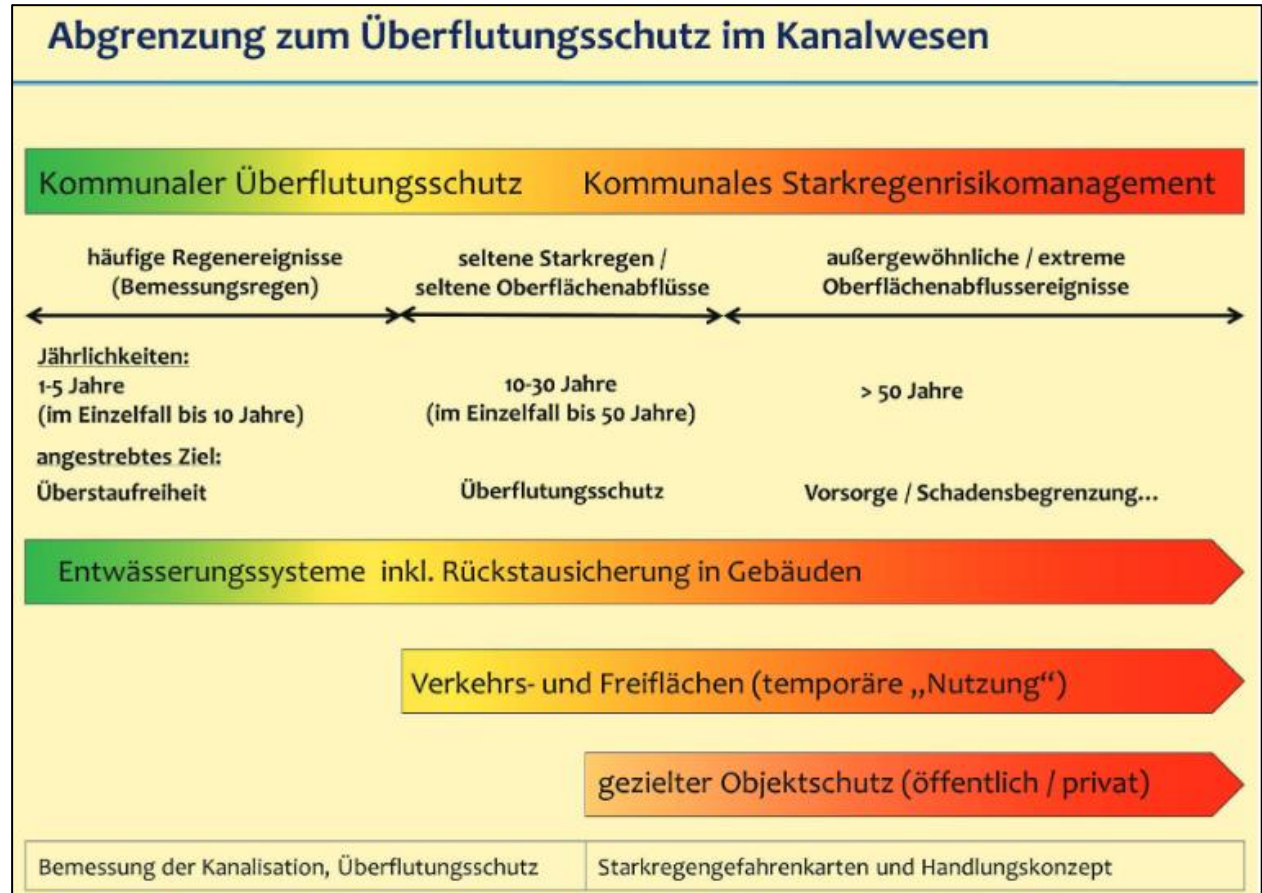 Abgrenzung zum Überflutungsschutz im Kanalwesen
Kommunaler Überflutungsschutz Kommunales Starkregenrisikomanagement
häufige Regenereignisse
(Bemessungsregen)
seltene Starkregen /
seltene Oberflächenabflüsse
außergewöhnliche / extreme
Oberflächenabflussereignisse
Jährlichkeiten:
1-5 Jahre
(im Einzelfall bis 10 Jahre)
10-30 Jahre
(im Einzelfall bis 50 Jahre)
> 50 Jahre
angestrebtes Ziel:
Überstaufreiheit
Überflutungsschutz
Vorsorge / Schadensbegrenzung...
Entwässerungssysteme inkl. Rückstausicherung in Gebäuden
Verkehrs- und Freiflächen (temporäre „Nutzung“)
gezielter Objektschutz (öffentlich / privat)
Bemessung der Kanalisation, Überflutungsschutz
Starkregengefahrenkarten und Handlungskonzept